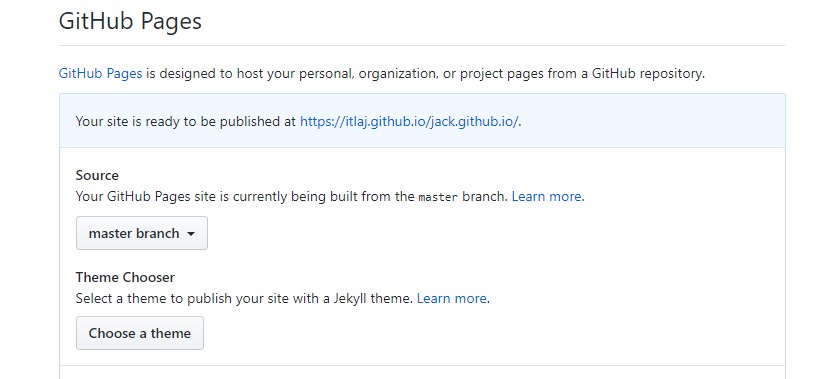 GitHub Pages
GitHub Pages is designed to host your personal, organization, or project pages from a GitHub repository.
Your site is ready to be published at https://itlaj.github.io/jack.github.io/.
Source
Your GitHub Pages site is currently being built from the master branch. Learn more.
master branch
Theme Chooser
Select a theme to publish your site with a Jekyll theme. Learn more.
Choose a theme